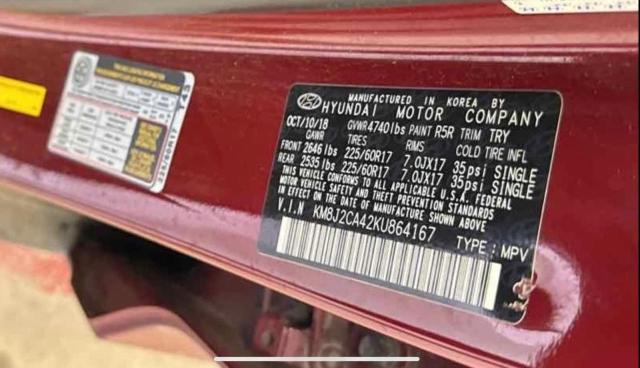 MANUFACTURED IN KOREA BY
HYUNDAI MOTOR COMPANY
OCT/10/18 GVWR 4740 lbs PAINT R5R TRIM TRY
GAWR TIRES RIMS COLD TIRE INFL
FRONT 2646 lbs 225/60R17 7.0JX17 35psi SINGLE
REAR 2535 lbs 225/60R17 7.0JX17 35psi SINGLE
THIS VEHICLE CONFORMS TO ALL APPLICABLE U.S.A. FEDERAL
MOTOR VEHICLE SAFETY AND THEFT PREVENTION STANDARDS
IN EFFECT ON THE DATE OF MANUFACTURE SHOWN ABOVE
V.I.N KM8J2CA42KU864167
TYPE : MPV
225/60R17